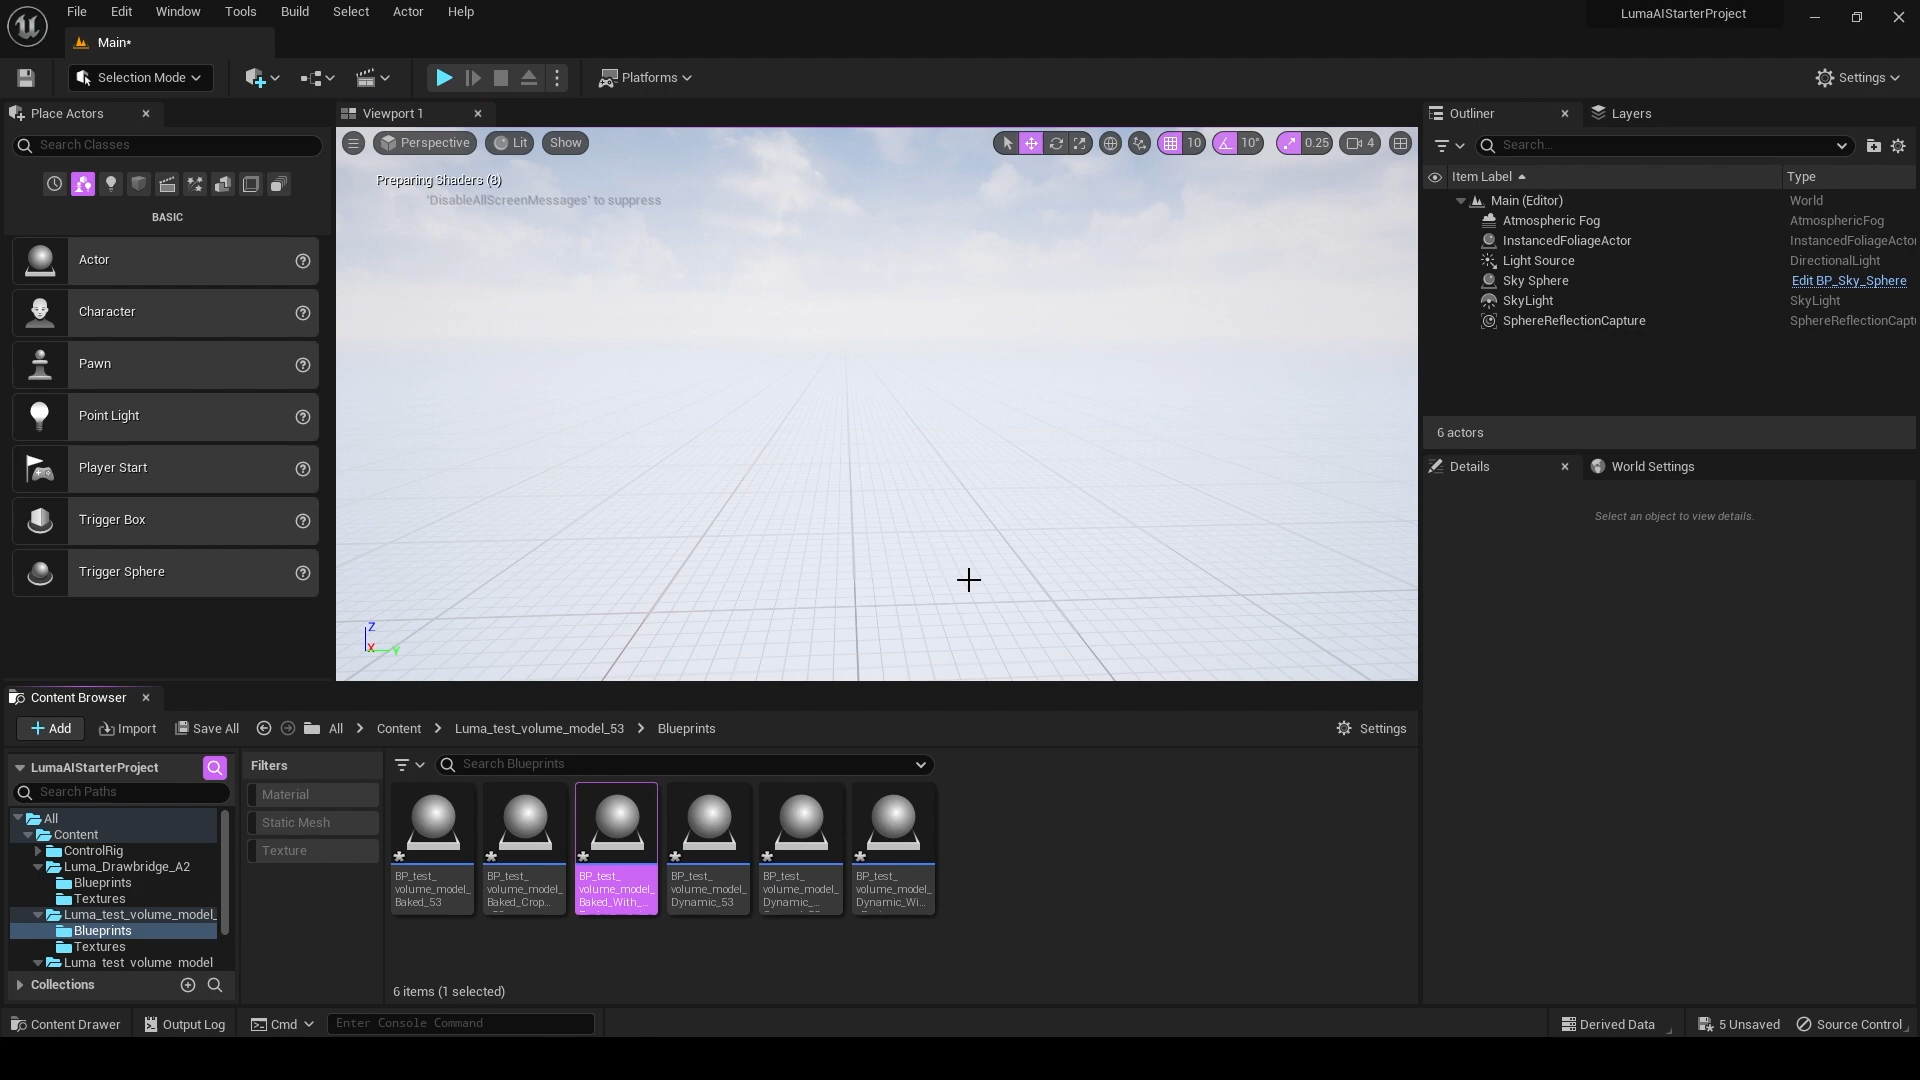 File Edit Window Tools Build Select Actor Help
LumaAIStarterProject
Main*
Selection Mode
Platforms
Settings
Place Actors
Search Classes
BASIC
Actor
Character
Pawn
Point Light
Player Start
Trigger Box
Trigger Sphere
Viewport 1
Perspective Lit Show
10 10° 0.25 4
Preparing Shaders (8)
'DisableAllScreenMessages' to suppress
Z
X Y
Outliner Layers
Search...
Item Label Type
Main (Editor) World
Atmospheric Fog AtmosphericFog
InstancedFoliageActor InstancedFoliageActo
Light Source DirectionalLight
Sky Sphere Edit BP_Sky_Sphere
SkyLight SkyLight
SphereReflectionCapture SphereReflectionCapt
6 actors
Details World Settings
Select an object to view details.
Content Browser
Add Import Save All All Content Luma_test_volume_model_53 Blueprints Settings
LumaAIStarterProject
Search Paths
All
Content
ControlRig
Luma_Drawbridge_A2
Blueprints
Textures
Luma_test_volume_model_
Blueprints
Textures
Luma test volume model
Collections
Filters
Material
Static Mesh
Texture
Search Blueprints
BP_test_
volume_model_
Baked_53
BP_test_
volume_model_
Baked_Crop...
BP_test_
volume_model_
Baked_With_...
BP_test_
volume_model_
Dynamic_53
BP_test_
volume_model_
Dynamic_...
BP_test_
volume_model_
Dynamic_Wi...
6 items (1 selected)
Content Drawer Output Log Cmd Enter Console Command Derived Data 5 Unsaved Source Control